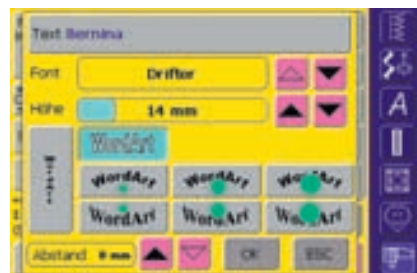 Text Bernina
Font Drifter
Höhe 14 mm
WordArt
WordArt WordArt WordArt
WordArt WordArt WordArt
Abstand 0 mm OK ESC
A